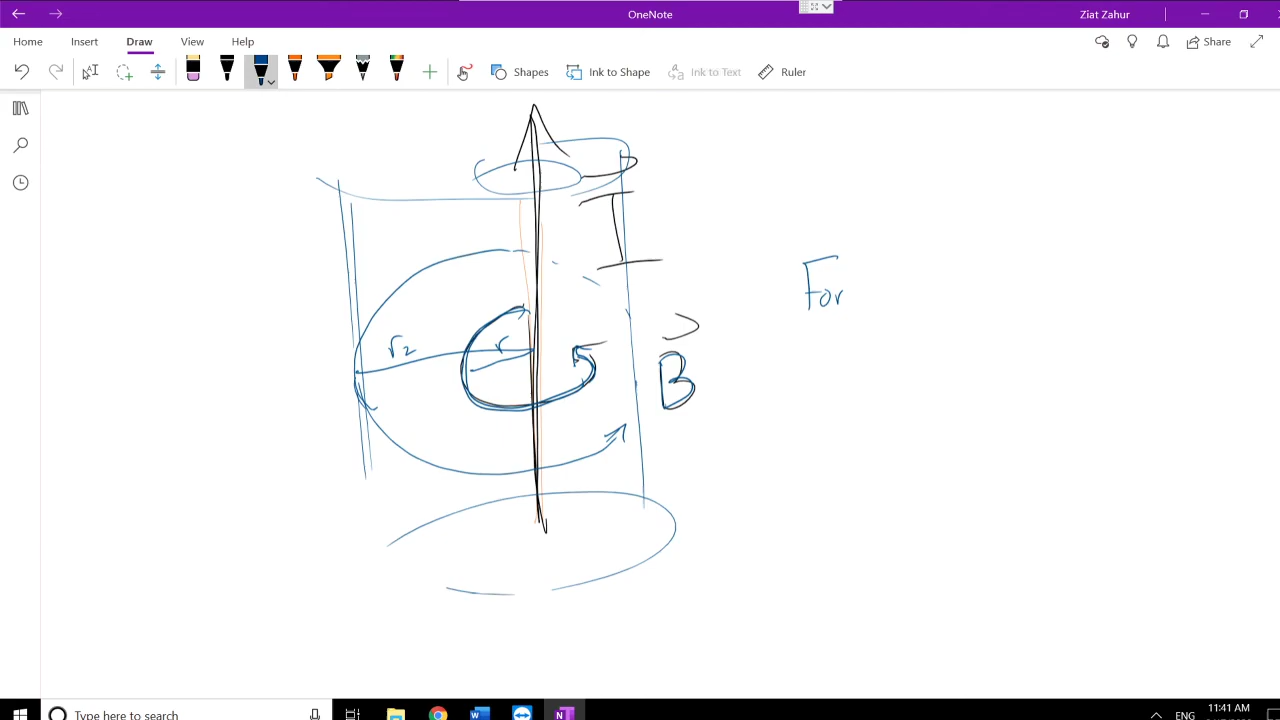 OneNote
Ziat Zahur
Home Insert Draw View Help
Share
Shapes
Ink to Shape
Ink to Text
Ruler
I
For
r₂ r
B
Type here to search
W
N
ENG
11:41 AM